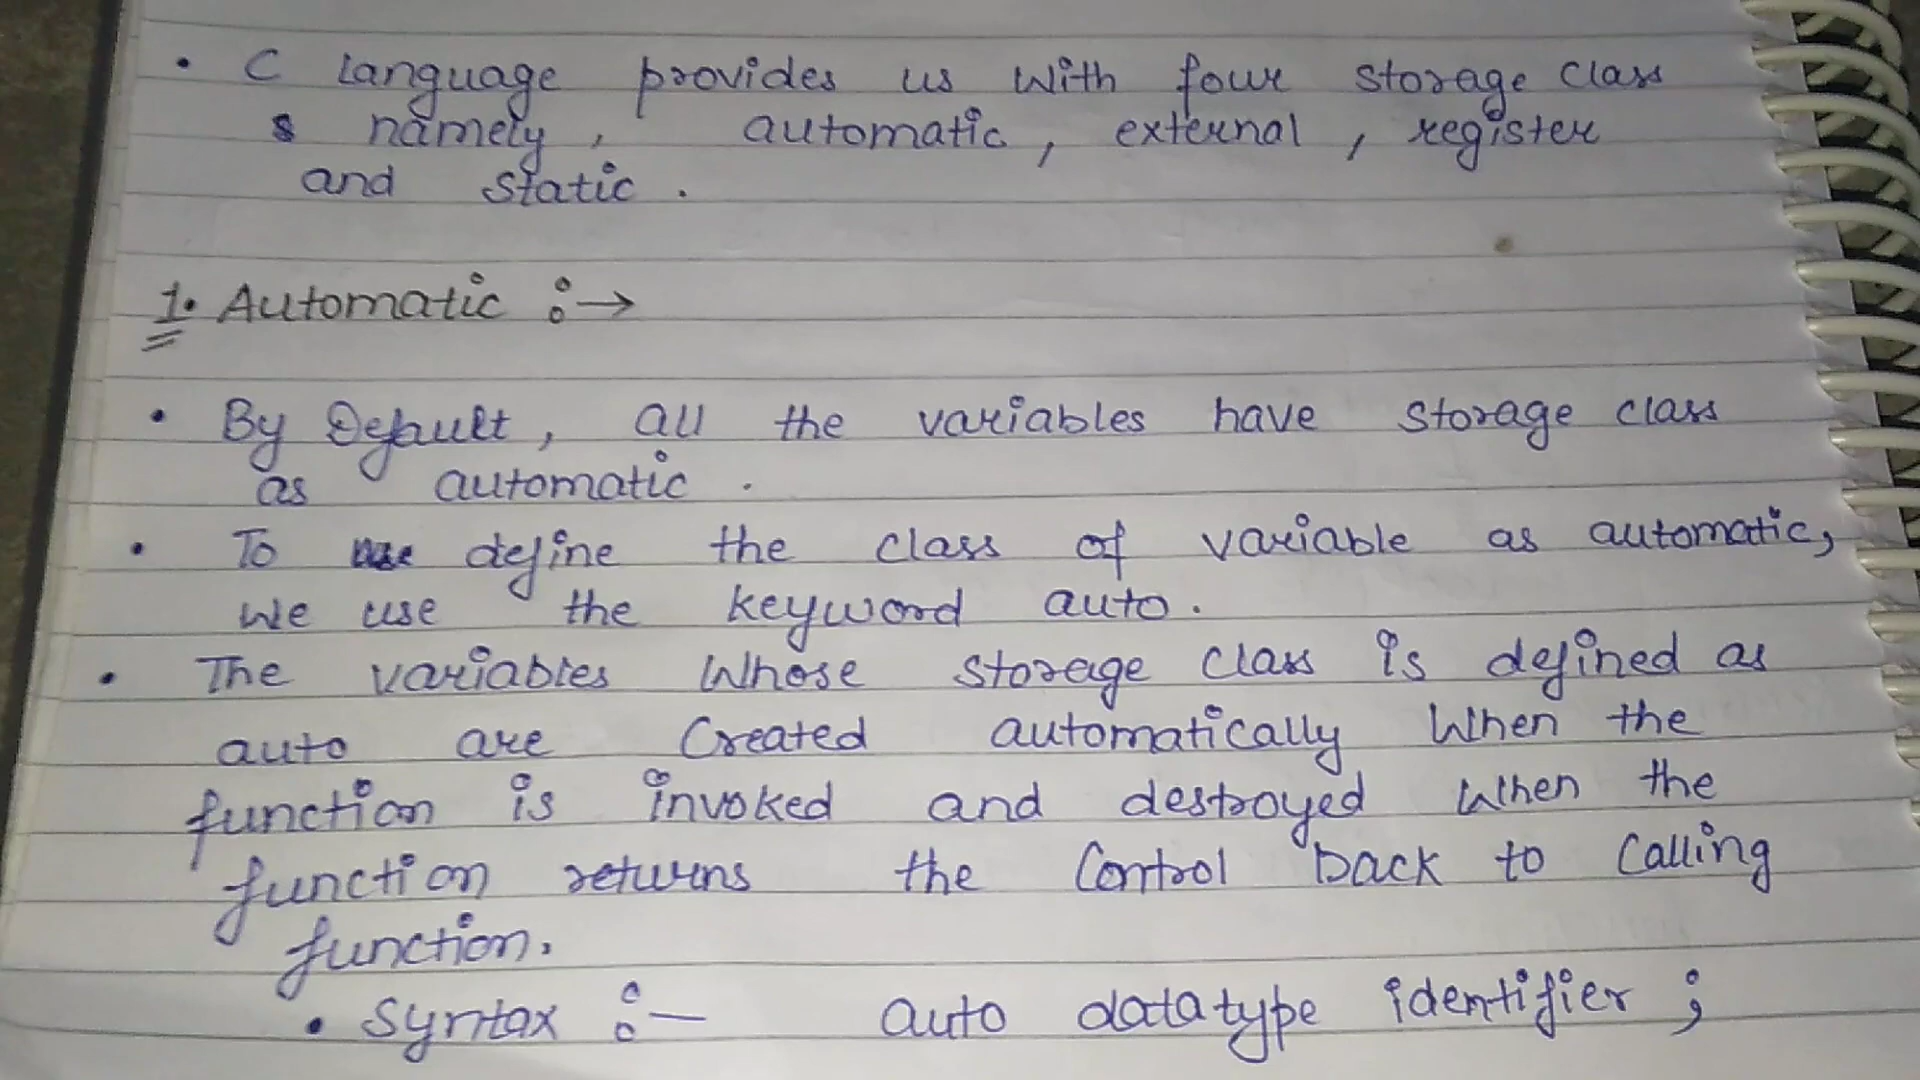 • C Language provides us with four storage class
s namely, automatic, external, register
and static.
1. Automatic :→
• By Default, all the variables have storage class
as automatic.
• To define the class of variable as automatic,
we use the keyword auto.
• The variables whose storage class is defined as
auto are created automatically when the
function is invoked and destroyed when the
function returns the control back to calling
function.
• Syntax :— auto datatype identifier ;